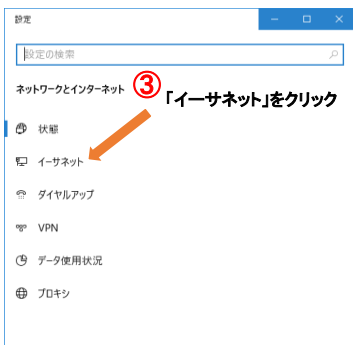 設定
設定の検索
ネットワークとインターネット
③
「イーサネット」をクリック
状態
イーサネット
ダイヤルアップ
VPN
データ使用状況
プロキシ